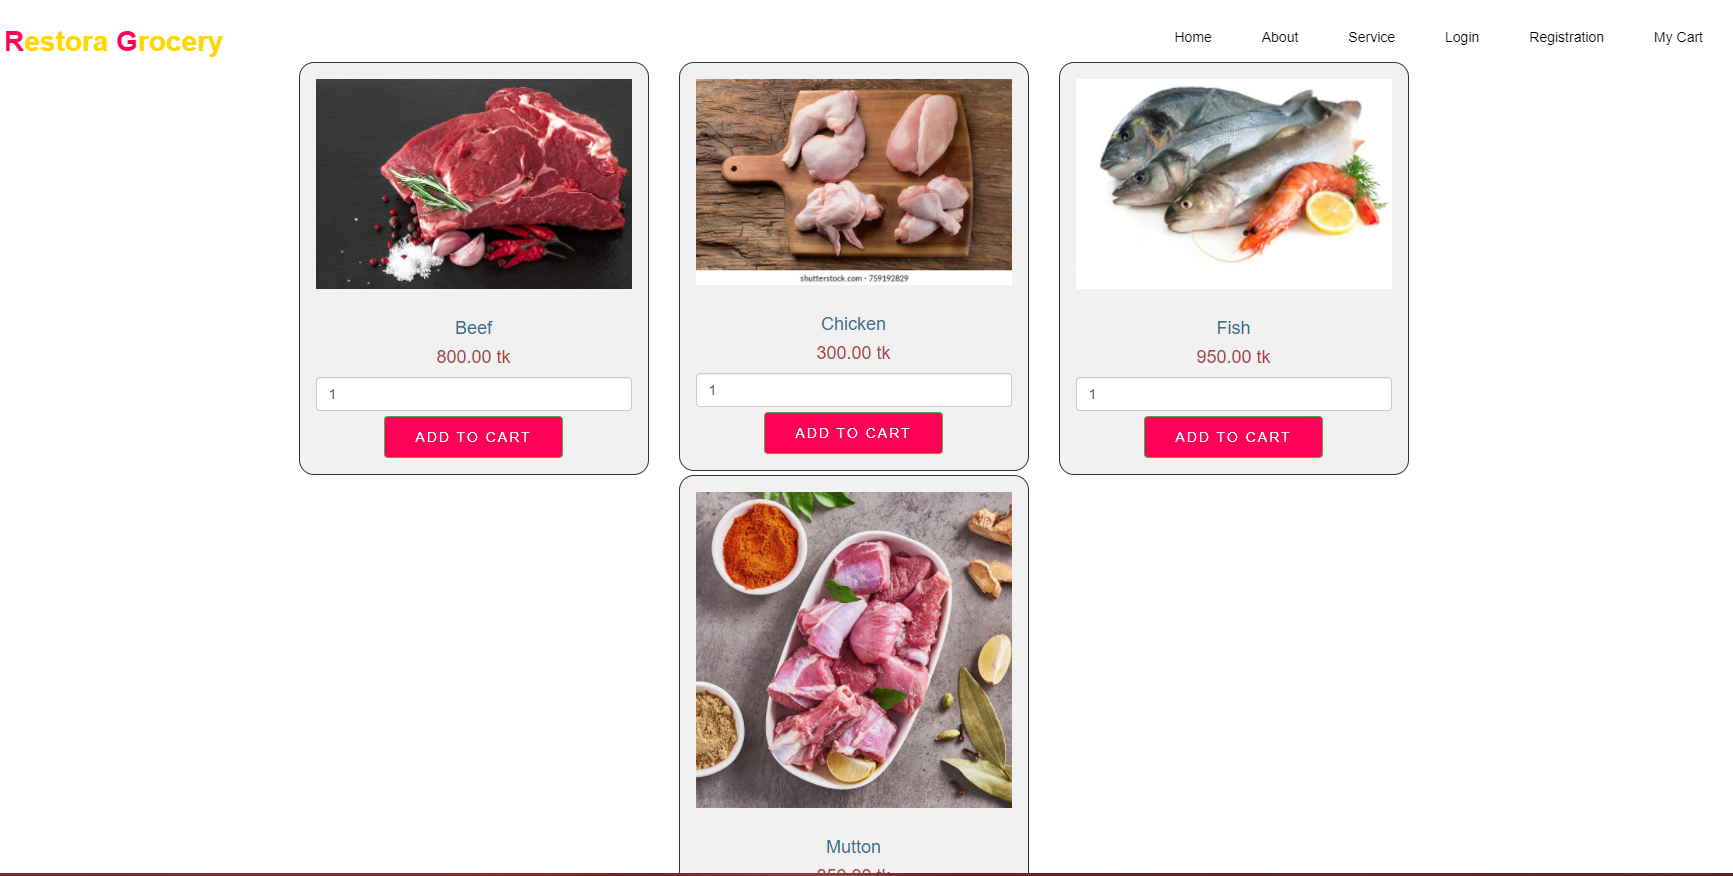 Restora Grocery
Home About Service Login Registration My Cart
shutterstock.com · 759192829
Beef
800.00 tk
1
ADD TO CART
Chicken
300.00 tk
1
ADD TO CART
Fish
950.00 tk
1
ADD TO CART
Mutton